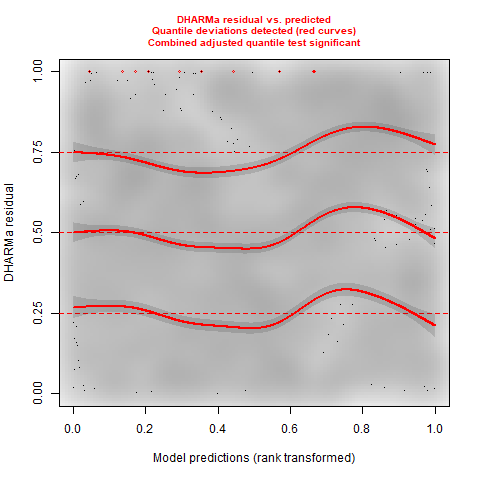 DHARMa residual vs. predicted
Quantile deviations detected (red curves)
Combined adjusted quantile test significant
1.00
0.75
0.50
0.25
0.00
DHARMa residual
0.0 0.2 0.4 0.6 0.8 1.0
Model predictions (rank transformed)